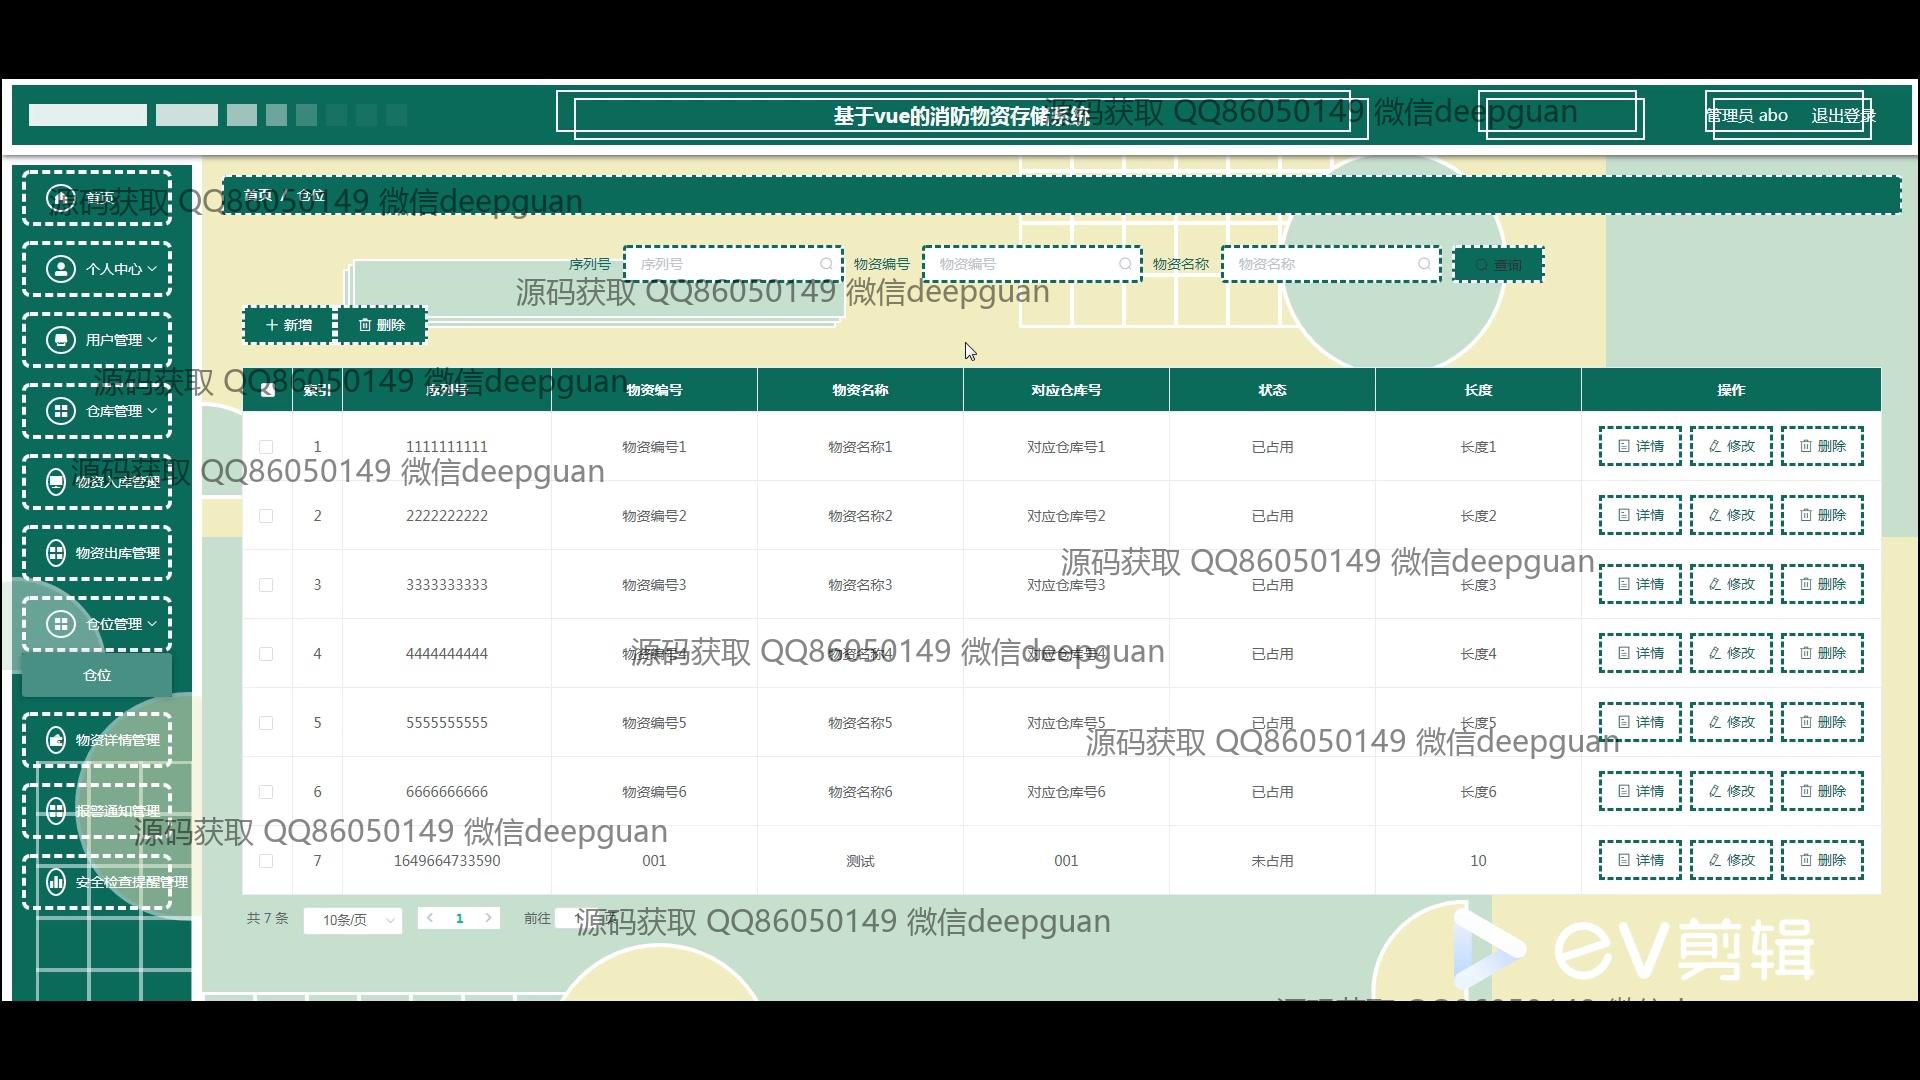 基于vue的消防物资存储系统
源码获取 QQ86050149 微信deepguan
管理员 abo 退出登录
首页
首页 / 仓位
源码获取 QQ86050149 微信deepguan
个人中心
序列号 序列号 物资编号 物资编号 物资名称 物资名称 查询
源码获取 QQ86050149 微信deepguan
用户管理
新增 删除
源码获取 QQ86050149 微信deepguan
索引 序列号 物资编号 物资名称 对应仓库号 状态 长度 操作
仓库管理
1 1111111111 物资编号1 物资名称1 对应仓库号1 已占用 长度1 详情 修改 删除
源码获取 QQ86050149 微信deepguan
物资入库管理
2 2222222222 物资编号2 物资名称2 对应仓库号2 已占用 长度2 详情 修改 删除
物资出库管理
源码获取 QQ86050149 微信deepguan
3 3333333333 物资编号3 物资名称3 对应仓库号3 已占用 长度3 详情 修改 删除
仓位管理
4 4444444444 物资编号4 物资名称4 对应仓库号4 已占用 长度4 详情 修改 删除
源码获取 QQ86050149 微信deepguan
仓位
5 5555555555 物资编号5 物资名称5 对应仓库号5 已占用 长度5 详情 修改 删除
源码获取 QQ86050149 微信deepguan
物资详情管理
6 6666666666 物资编号6 物资名称6 对应仓库号6 已占用 长度6 详情 修改 删除
报警通知管理
源码获取 QQ86050149 微信deepguan
7 1649664733590 001 测试 001 未占用 10 详情 修改 删除
安全检查提醒管理
共 7 条 10条/页 1 前往 1 页
源码获取 QQ86050149 微信deepguan
ev剪辑